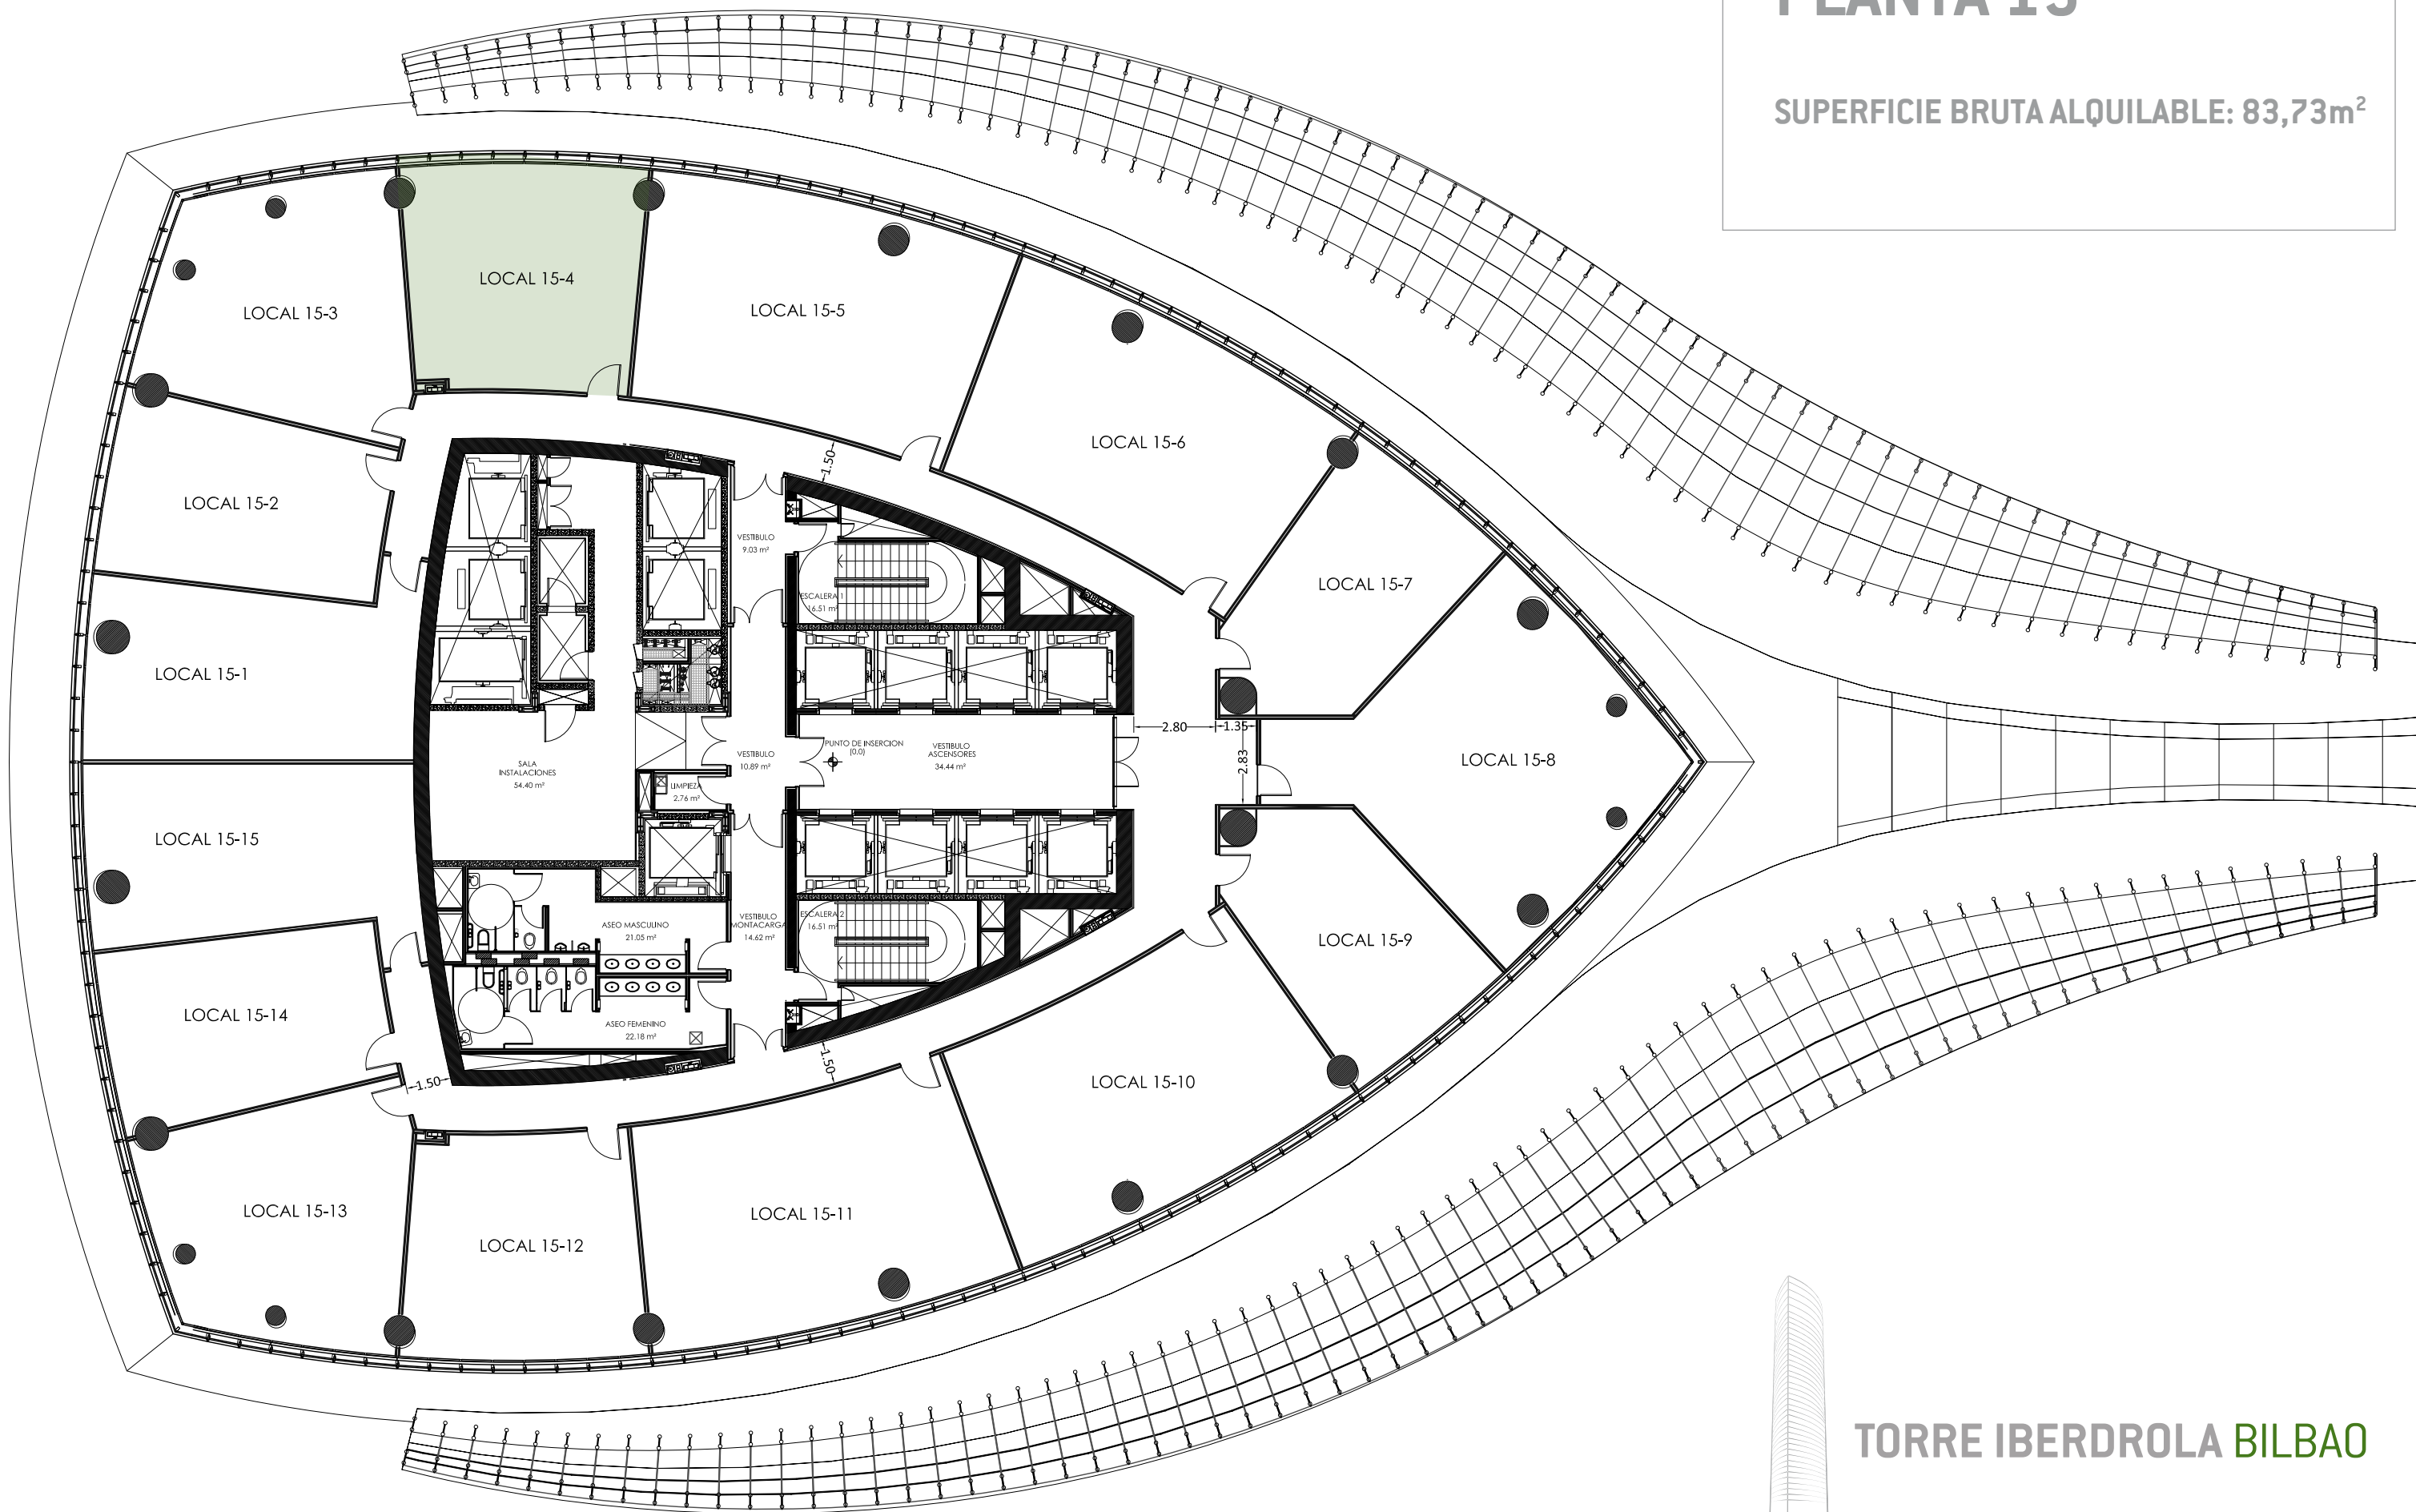 PLANTA 15
SUPERFICIE BRUTA ALQUILABLE: 83,73m²
LOCAL 15-4
LOCAL 15-3
LOCAL 15-5
LOCAL 15-6
1.50
LOCAL 15-2
VESTIBULO
9.03 m²
LOCAL 15-7
ESCALERA 1
16.51 m²
LOCAL 15-1
2.80
1.35
PUNTO DE INSERCION
(0.0)
VESTIBULO
ASCENSORES
34.44 m²
VESTIBULO
10.89 m²
2.83
LOCAL 15-8
SALA
INSTALACIONES
54.40 m²
LIMPIEZA
2.76 m²
LOCAL 15-15
ESCALERA 2
16.51 m²
VESTIBULO
MONTACARGA
14.62 m²
ASEO MASCULINO
21.05 m²
LOCAL 15-9
LOCAL 15-14
ASEO FEMENINO
22.18 m²
1.50
1.50
LOCAL 15-10
LOCAL 15-13
LOCAL 15-11
LOCAL 15-12
TORRE IBERDROLA BILBAO